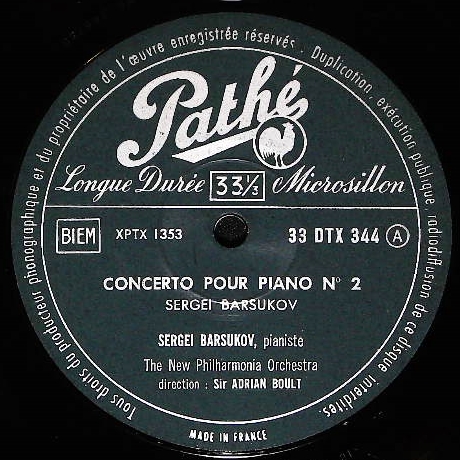 Tous droits du producteur phonographique et du propriétaire de l'œuvre enregistrée réservés. Duplication, exécution publique, radiodiffusion de ce disque interdites.
Pathé
Longue Durée 33 1/3 Microsillon
BIEM XPTX 1353 33 DTX 344 A
CONCERTO POUR PIANO N° 2
SERGEI BARSUKOV
SERGEI BARSUKOV, pianiste
The New Philharmonia Orchestra
direction : Sir ADRIAN BOULT
MADE IN FRANCE